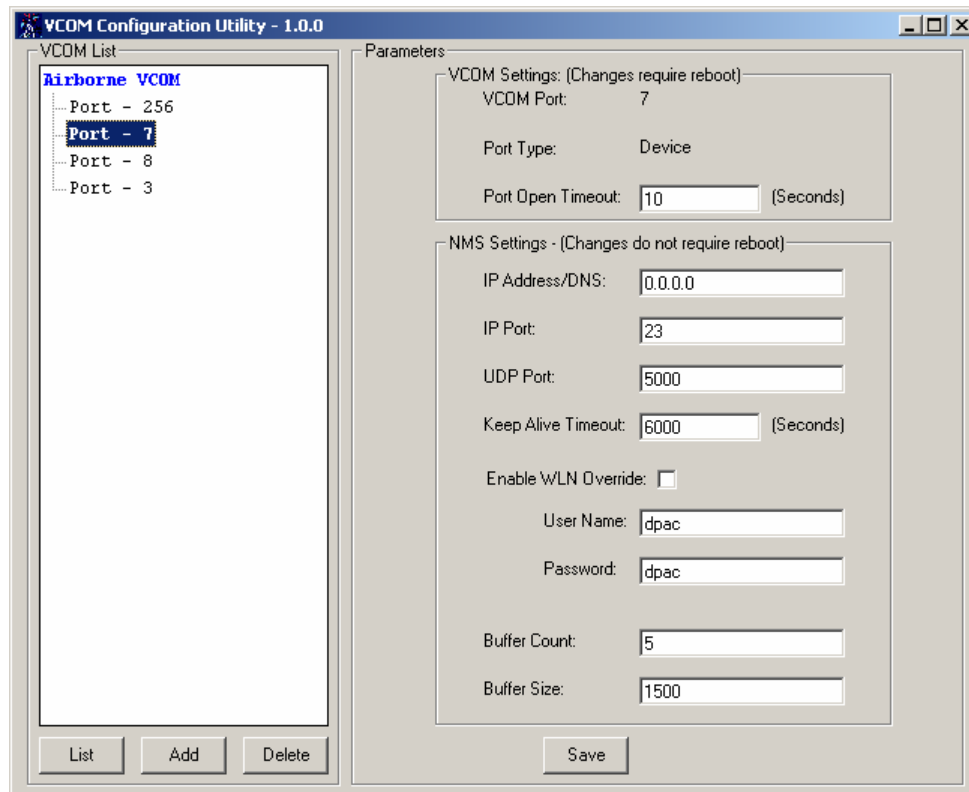 VCOM Configuration Utility - 1.0.0
VCOM List
Airborne VCOM
Port - 256
Port - 7
Port - 8
Port - 3
List Add Delete
Parameters
VCOM Settings: (Changes require reboot)
VCOM Port: 7
Port Type: Device
Port Open Timeout: 10 (Seconds)
NMS Settings - (Changes do not require reboot)
IP Address/DNS: 0.0.0.0
IP Port: 23
UDP Port: 5000
Keep Alive Timeout: 6000 (Seconds)
Enable WLN Override:
User Name: dpac
Password: dpac
Buffer Count: 5
Buffer Size: 1500
Save